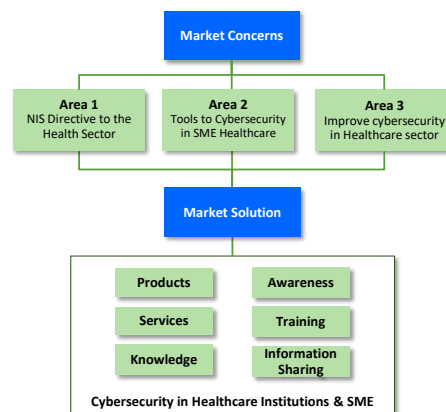 Market Concerns
Area 1
NIS Directive to the
Health Sector
Area 2
Tools to Cybersecurity
in SME Healthcare
Area 3
Improve cybersecurity
in Healthcare sector
Market Solution
Products
Awareness
Services
Training
Knowledge
Information
Sharing
Cybersecurity in Healthcare Institutions & SME